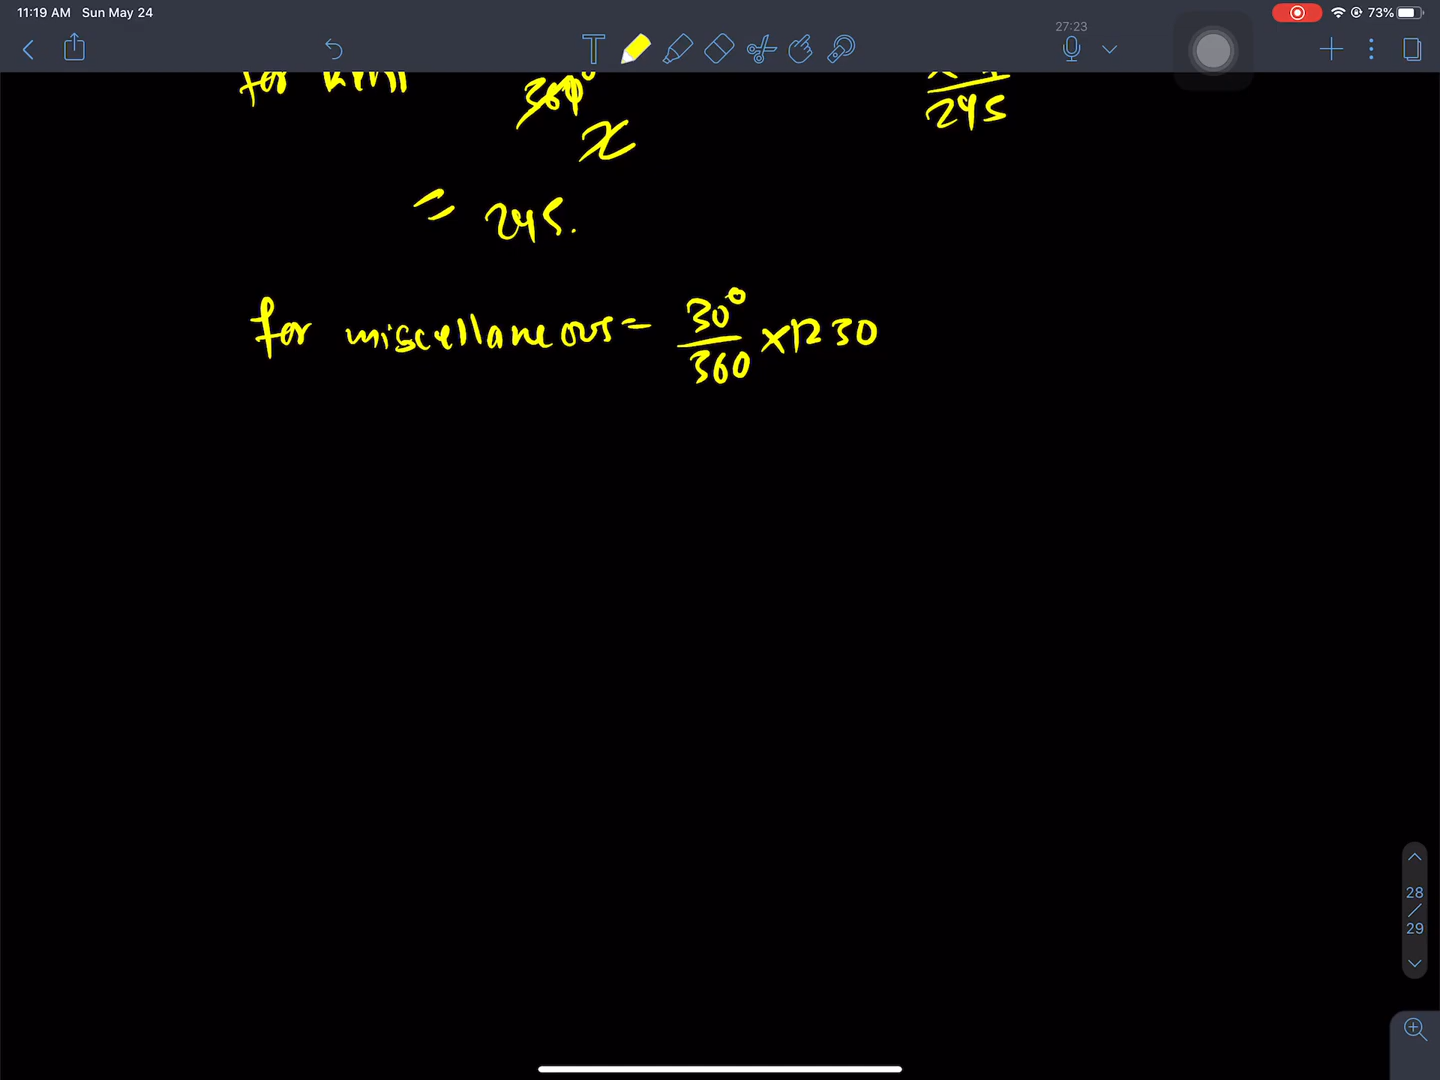 11:19 AM Sun May 24
73%
27:23
T
for
360°
x
245
= 245.
for miscellaneous = 30°/360 × 1230
28
/
29